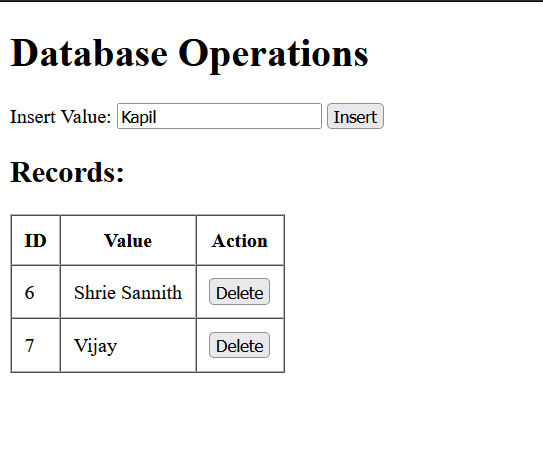 Database Operations
Insert Value: Kapil Insert
Records:
ID Value Action
6 Shrie Sannith Delete
7 Vijay Delete